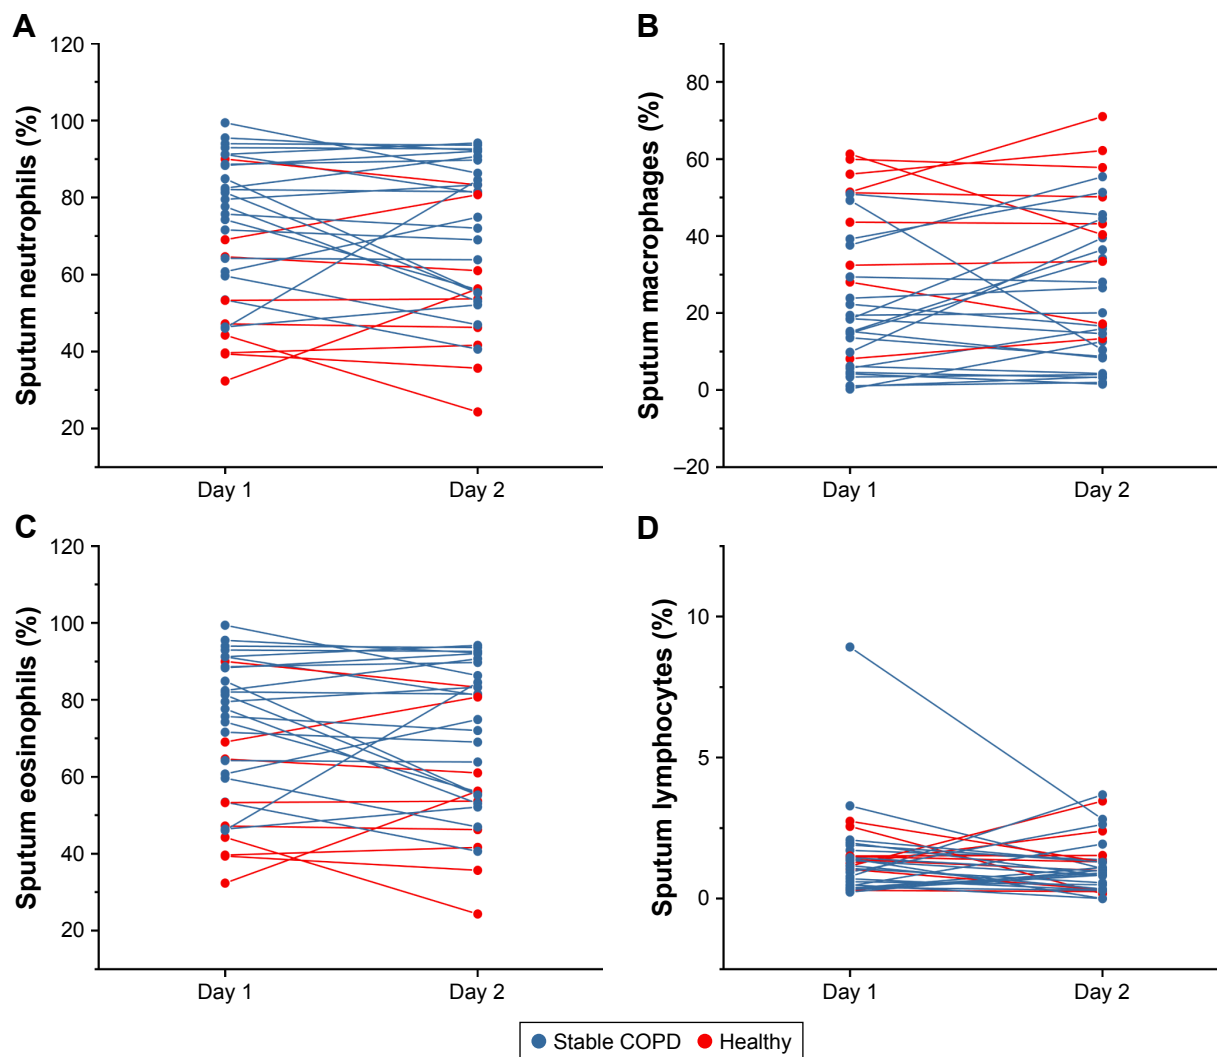 A
Sputum neutrophils (%)
120
100
80
60
40
20
Day 1
Day 2
B
Sputum macrophages (%)
80
60
40
20
0
–20
Day 1
Day 2
C
Sputum eosinophils (%)
120
100
80
60
40
20
Day 1
Day 2
D
Sputum lymphocytes (%)
10
5
0
Day 1
Day 2
Stable COPD
Healthy